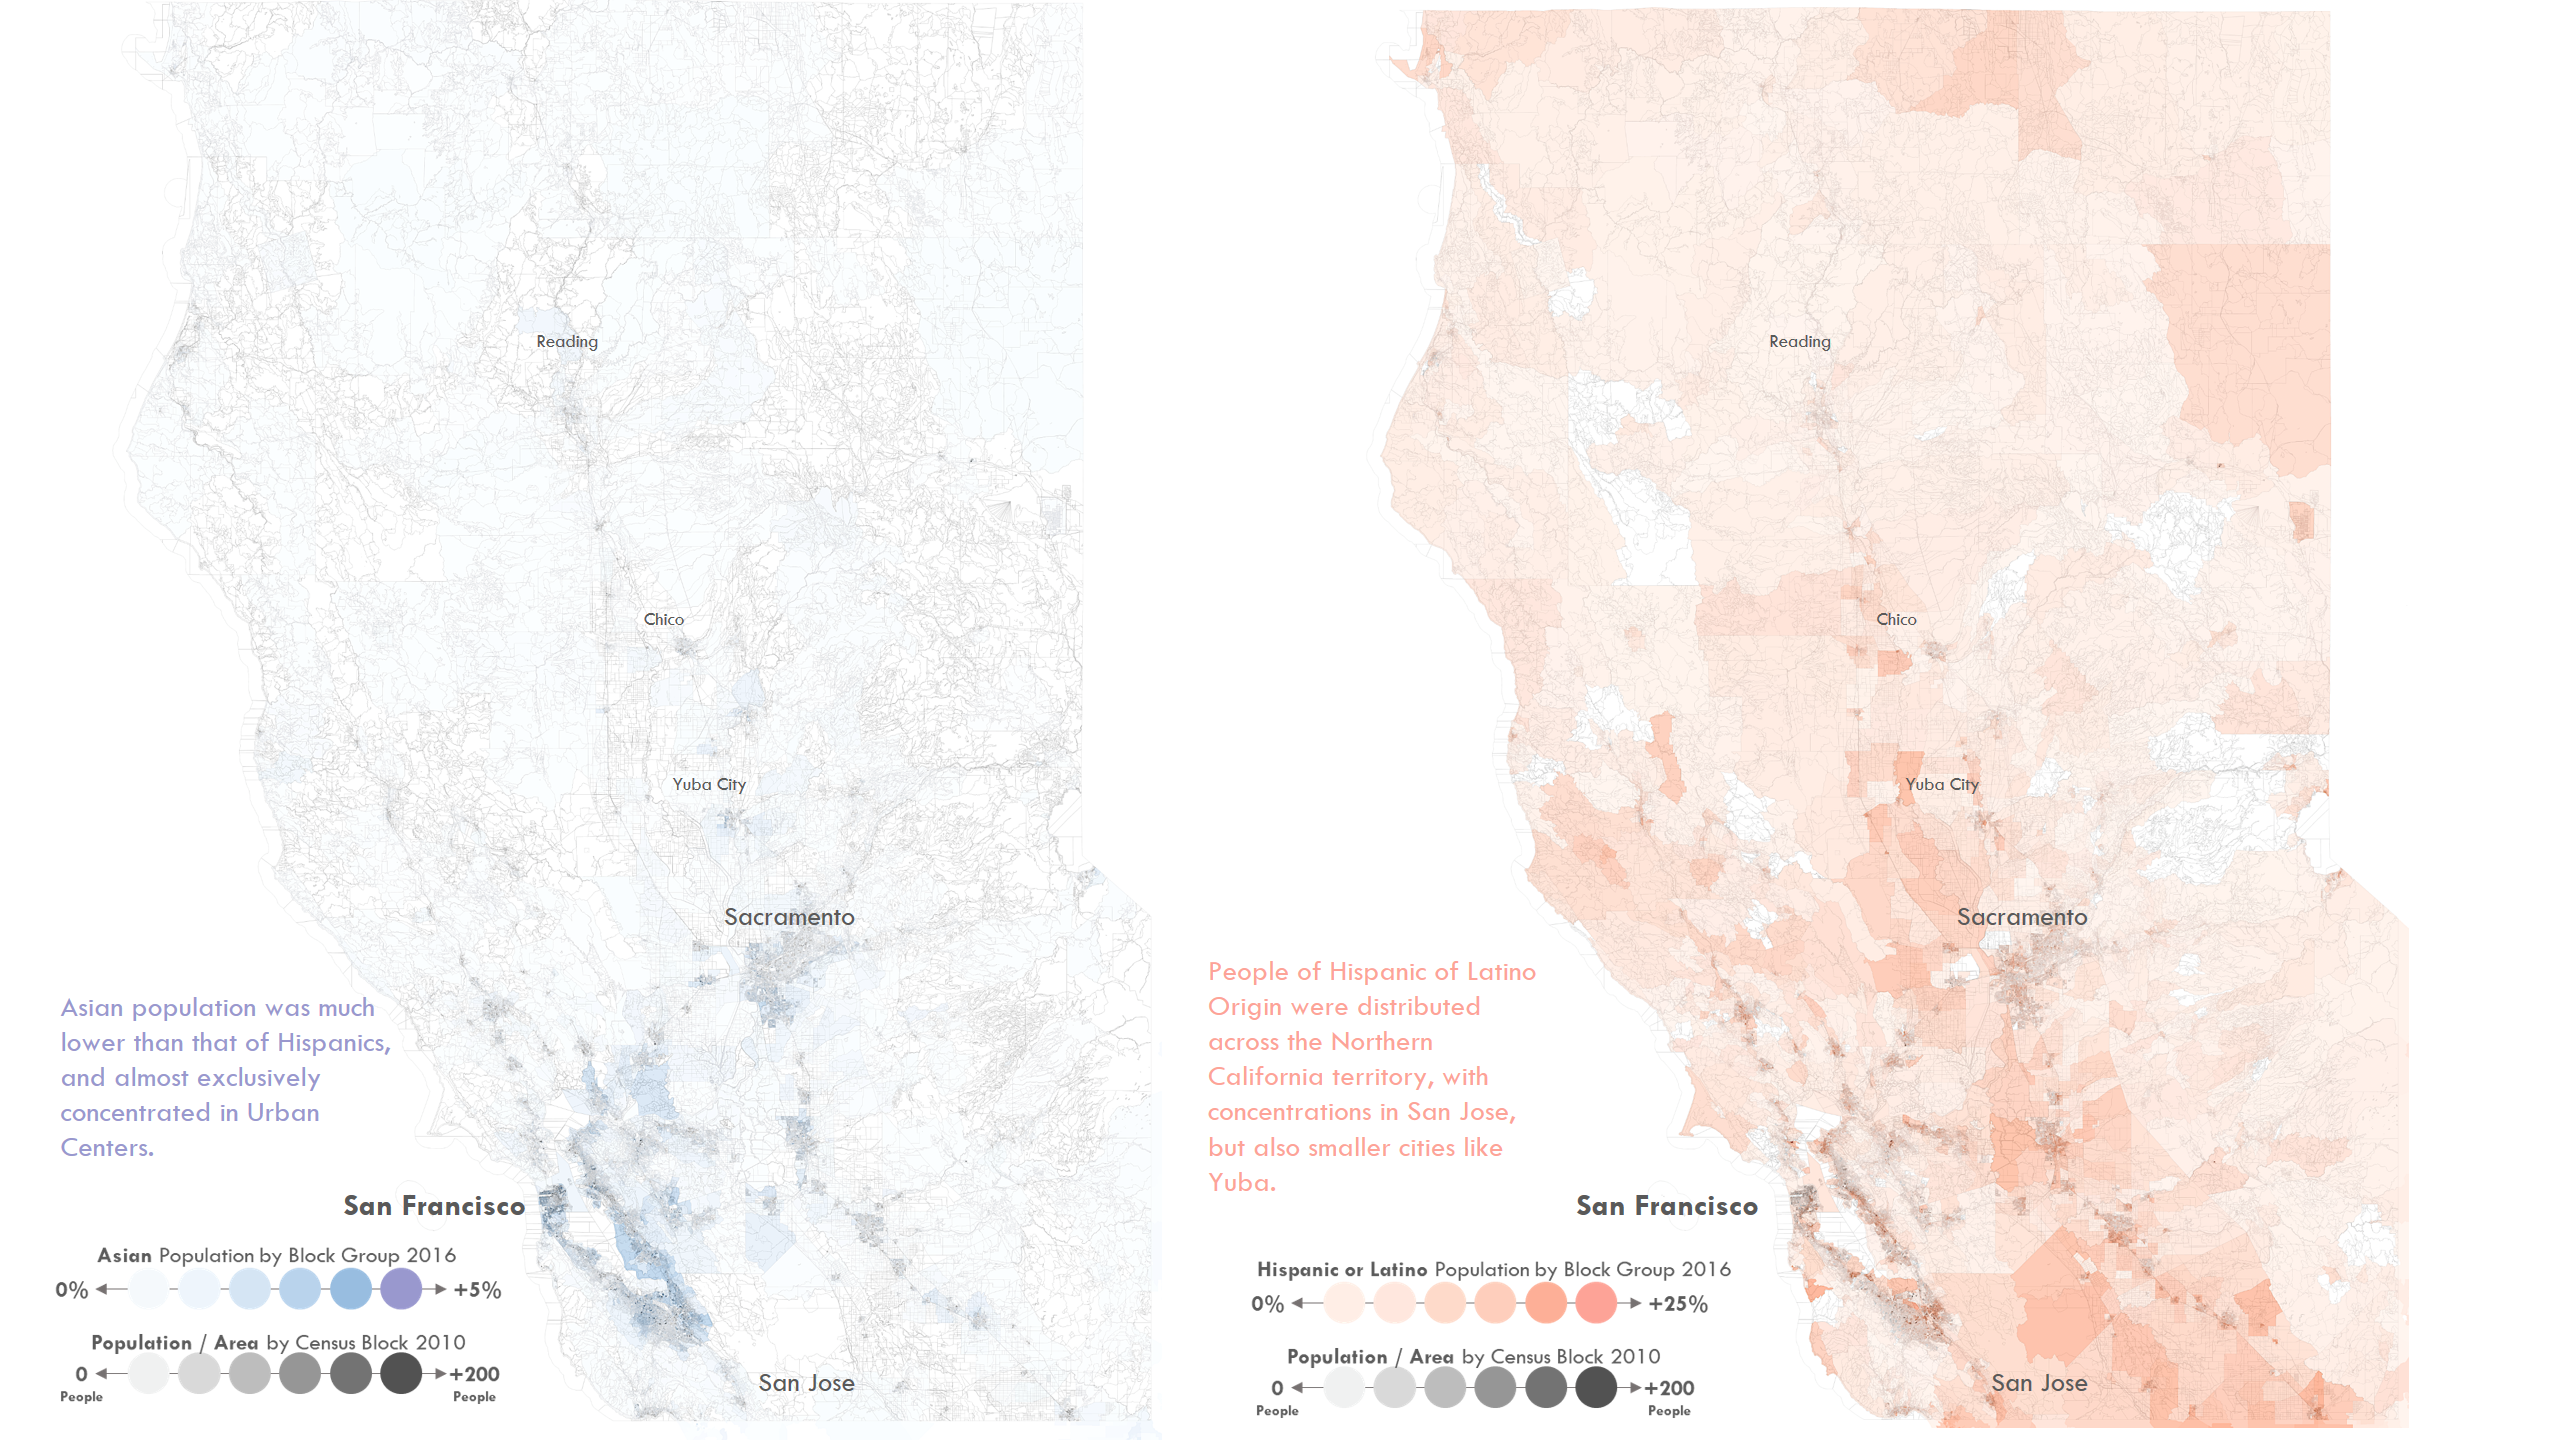 Reading
Chico
Yuba City
Sacramento
Asian population was much
lower than that of Hispanics,
and almost exclusively
concentrated in Urban
Centers.
San Francisco
Asian Population by Block Group 2016
0% +5%
Population / Area by Census Block 2010
0 +200
People People
San Jose
Reading
Chico
Yuba City
Sacramento
People of Hispanic of Latino
Origin were distributed
across the Northern
California territory, with
concentrations in San Jose,
but also smaller cities like
Yuba.
San Francisco
Hispanic or Latino Population by Block Group 2016
0% +25%
Population / Area by Census Block 2010
0 +200
People People
San Jose